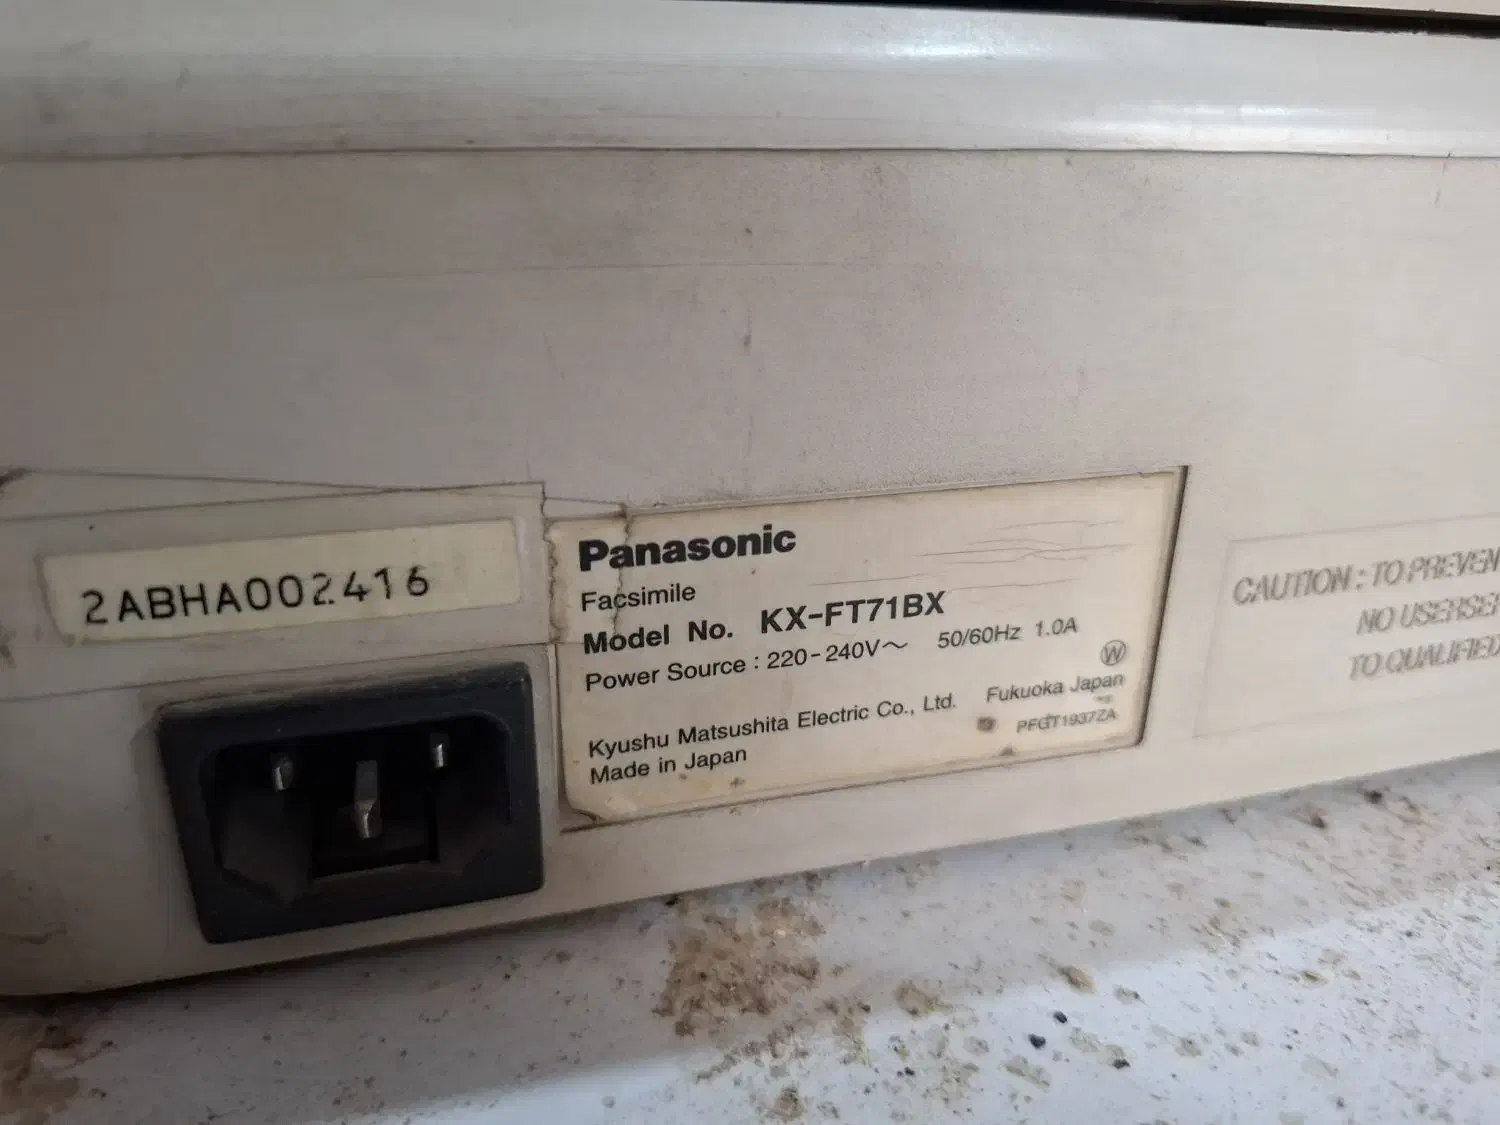 2ABHA002416
Panasonic
Facsimile
Model No. KX-FT71BX
Power Source : 220-240V～ 50/60Hz 1.0A
W
Kyushu Matsushita Electric Co., Ltd. Fukuoka Japan
Made in Japan PFGT1937ZA
CAUTION : TO PREVEN
NO USERSER
TO QUALIFIED